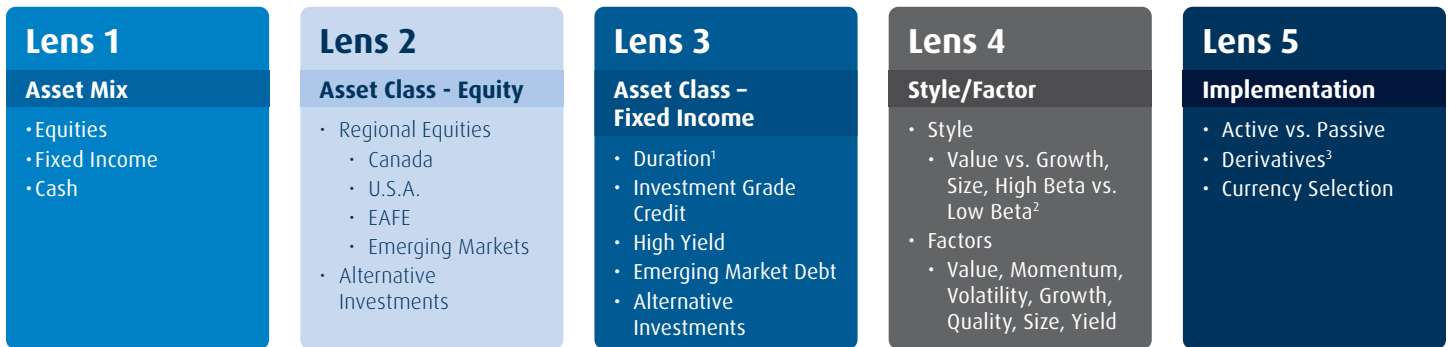 Lens 1
Asset Mix
• Equities
• Fixed Income
• Cash
Lens 2
Asset Class - Equity
• Regional Equities
• Canada
• U.S.A.
• EAFE
• Emerging Markets
• Alternative
Investments
Lens 3
Asset Class –
Fixed Income
• Duration¹
• Investment Grade
Credit
• High Yield
• Emerging Market Debt
• Alternative
Investments
Lens 4
Style/Factor
• Style
• Value vs. Growth,
Size, High Beta vs.
Low Beta²
• Factors
• Value, Momentum,
Volatility, Growth,
Quality, Size, Yield
Lens 5
Implementation
• Active vs. Passive
• Derivatives³
• Currency Selection